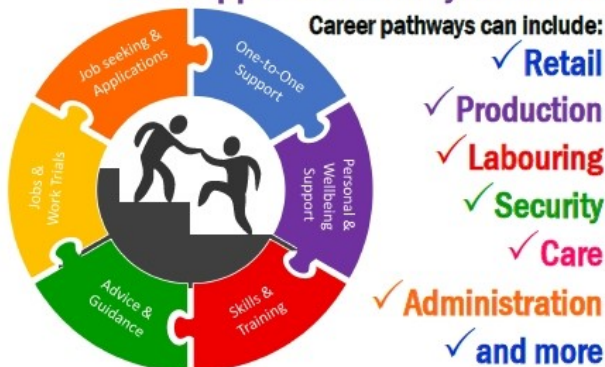 Career pathways can include:
✓ Retail
✓ Production
✓ Labouring
✓ Security
✓ Care
✓ Administration
✓ and more
Job seeking &
Applications
One-to-One
Support
Personal &
Wellbeing
Support
Skills &
Training
Advice &
Guidance
Jobs &
Work Trials